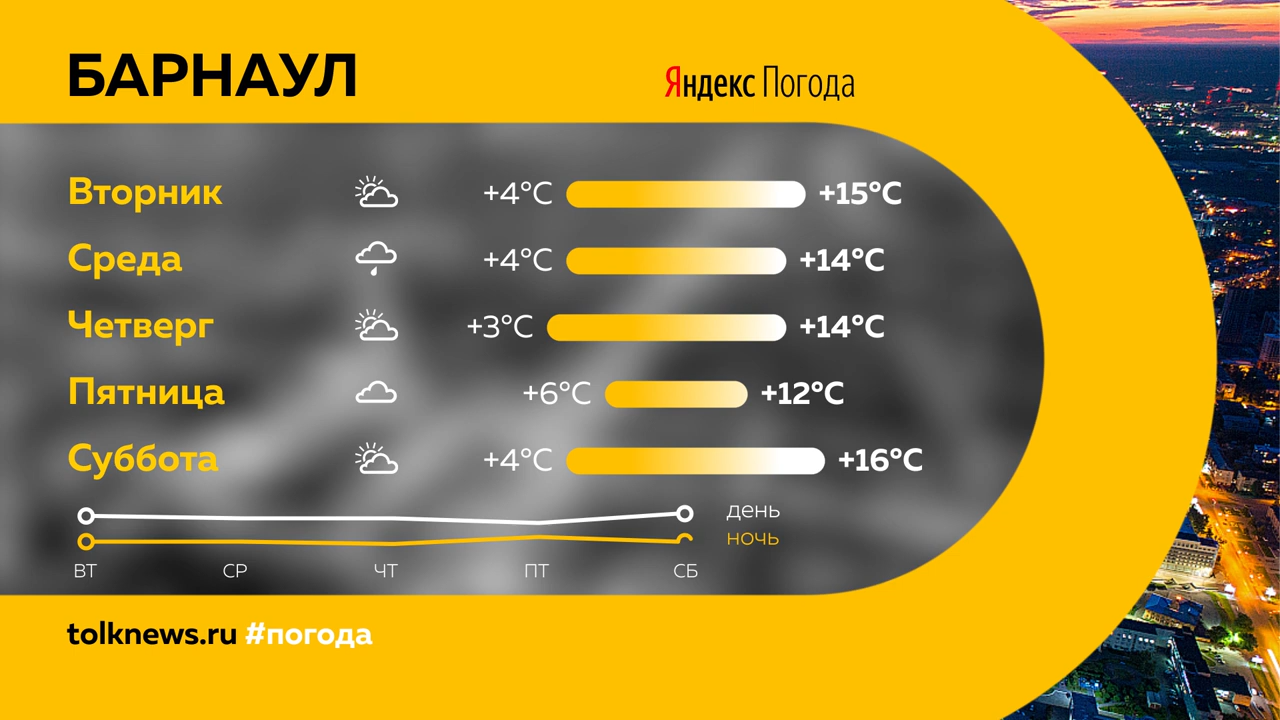 БАРНАУЛ
Яндекс Погода
Вторник +4°C +15°C
Среда +4°C +14°C
Четверг +3°C +14°C
Пятница +6°C +12°C
Суббота +4°C +16°C
день
ночь
ВТ СР ЧТ ПТ СБ
tolknews.ru #погода